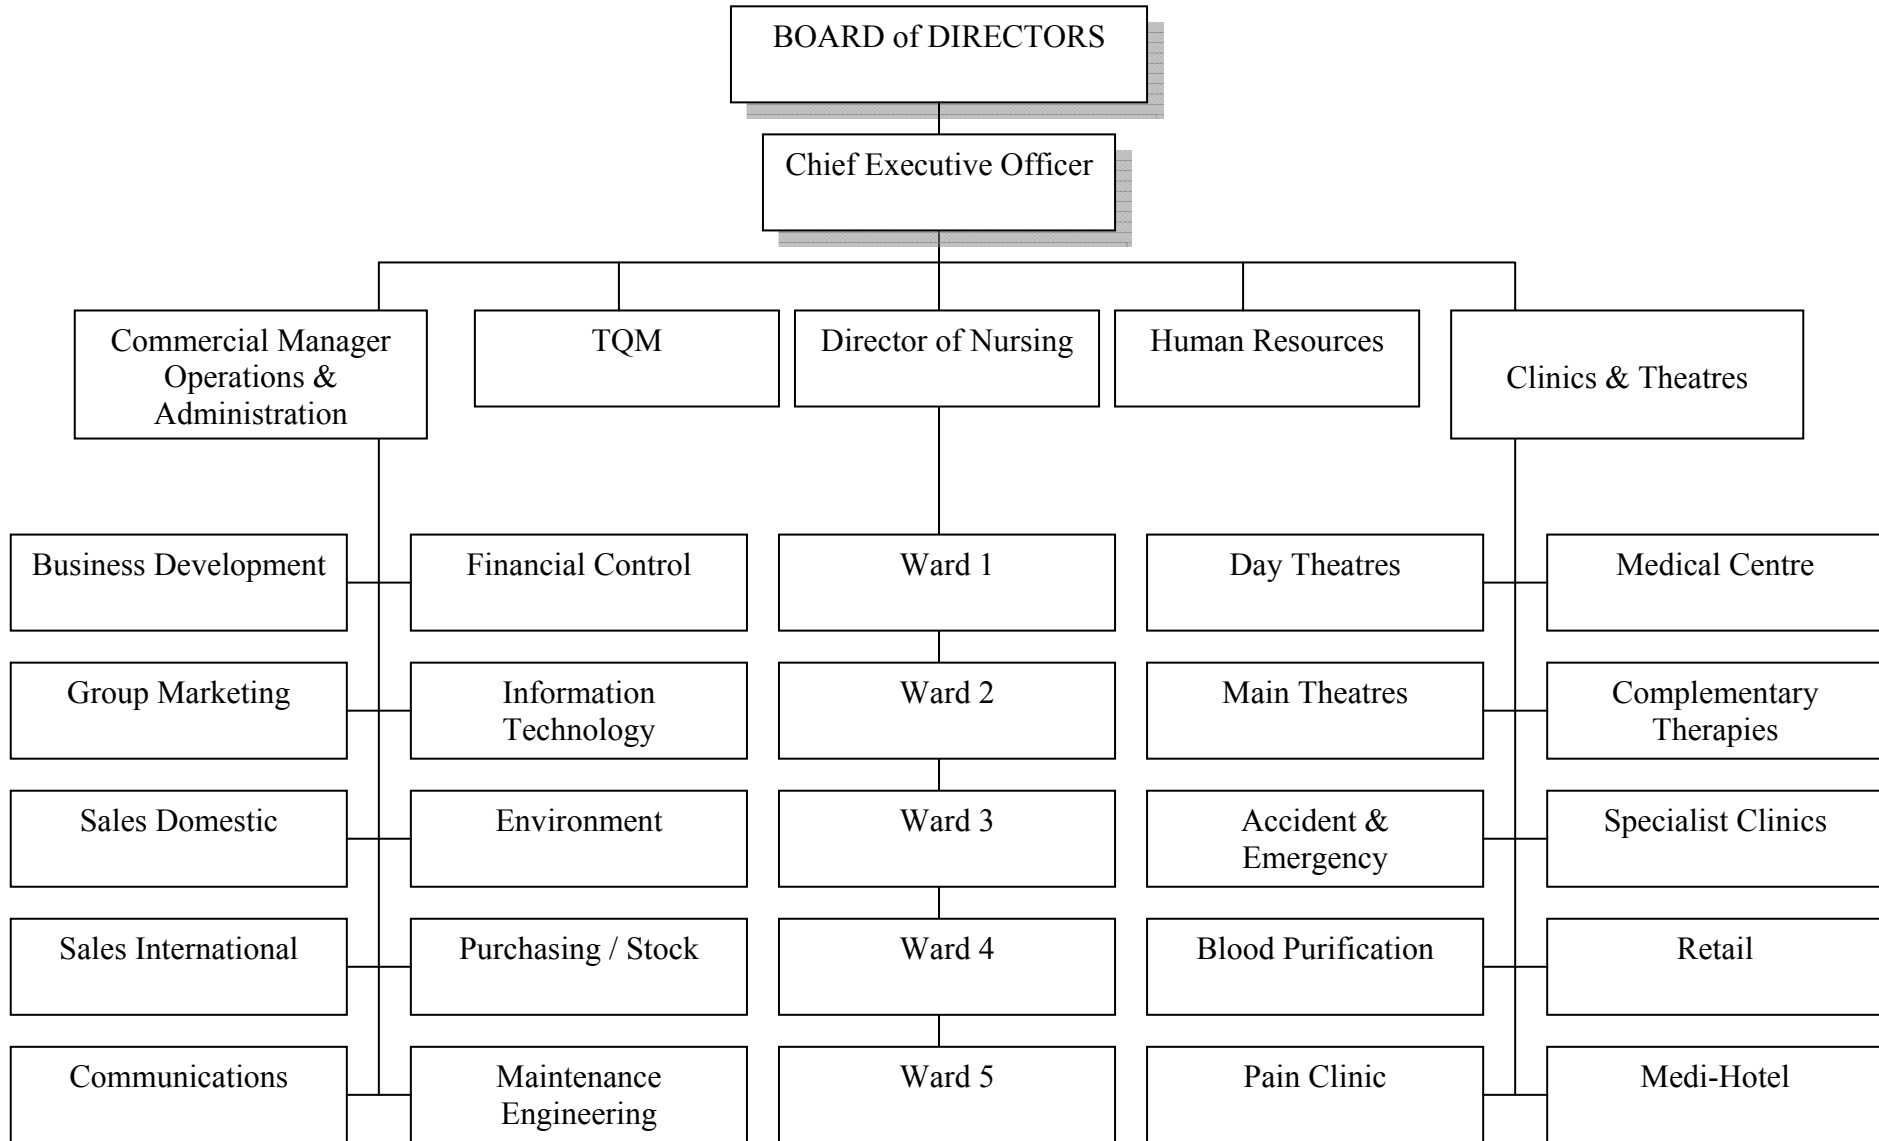 BOARD of DIRECTORS
Chief Executive Officer
Commercial Manager
Operations &
Administration
TQM
Director of Nursing
Human Resources
Clinics & Theatres
Business Development
Financial Control
Ward 1
Day Theatres
Medical Centre
Group Marketing
Information
Technology
Ward 2
Main Theatres
Complementary
Therapies
Sales Domestic
Environment
Ward 3
Accident &
Emergency
Specialist Clinics
Sales International
Purchasing / Stock
Ward 4
Blood Purification
Retail
Communications
Maintenance
Engineering
Ward 5
Pain Clinic
Medi-Hotel